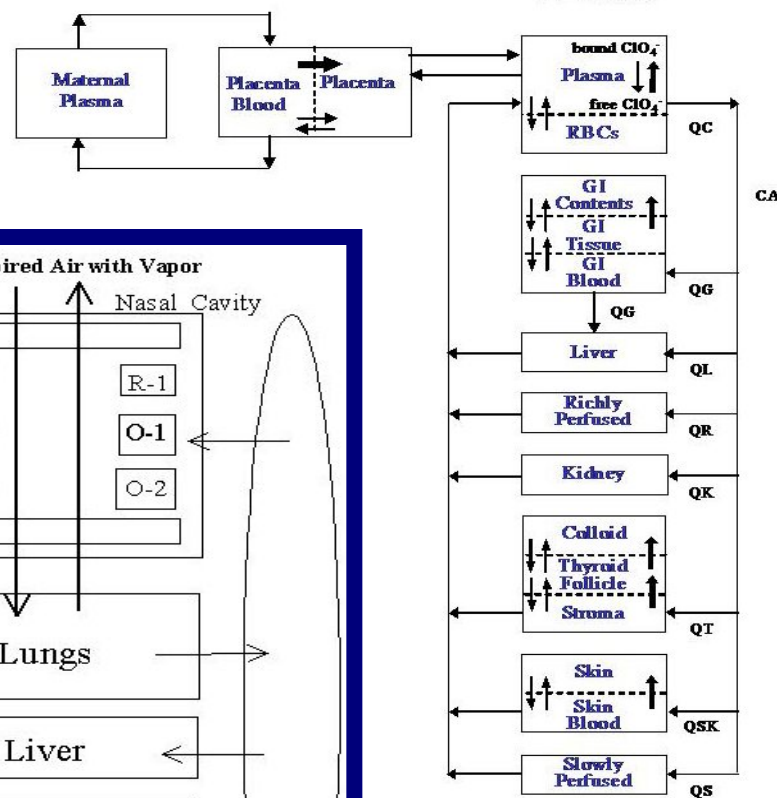 Maternal
Plasma
Placenta
Blood
Placenta
bound ClO₄⁻
Plasma
free ClO₄⁻
RBCs
QC
CA
GI
Contents
GI
Tissue
GI
Blood
QG
QG
Liver
QL
Richly
Perfused
QR
Kidney
QK
Colloid
Thyroid
Follicle
Stroma
QT
Skin
Skin
Blood
QSK
Slowly
Perfused
QS
ired Air with Vapor
Nasal Cavity
R-1
O-1
O-2
Lungs
Liver